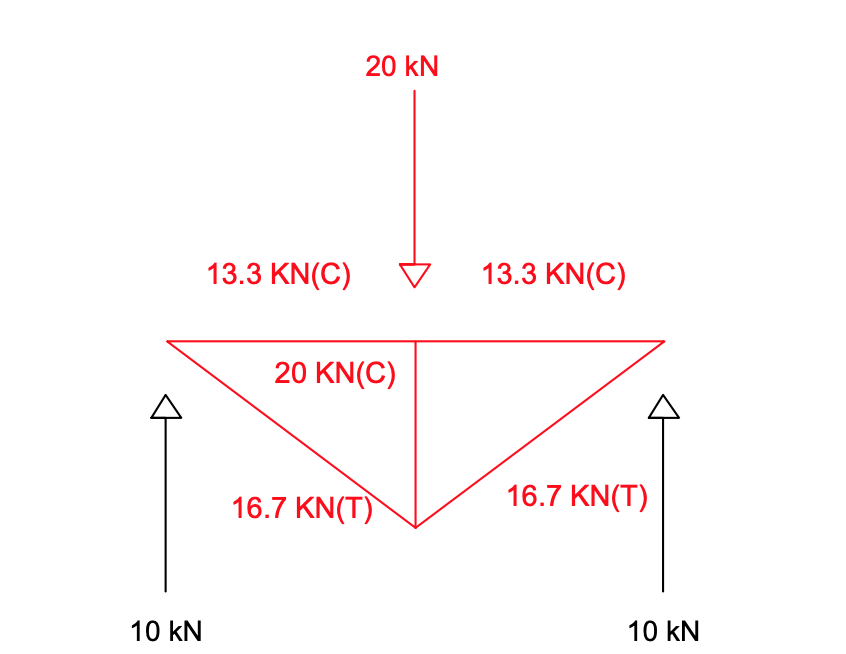 20 kN
13.3 KN(C)
13.3 KN(C)
20 KN(C)
16.7 KN(T)
16.7 KN(T)
10 kN
10 kN